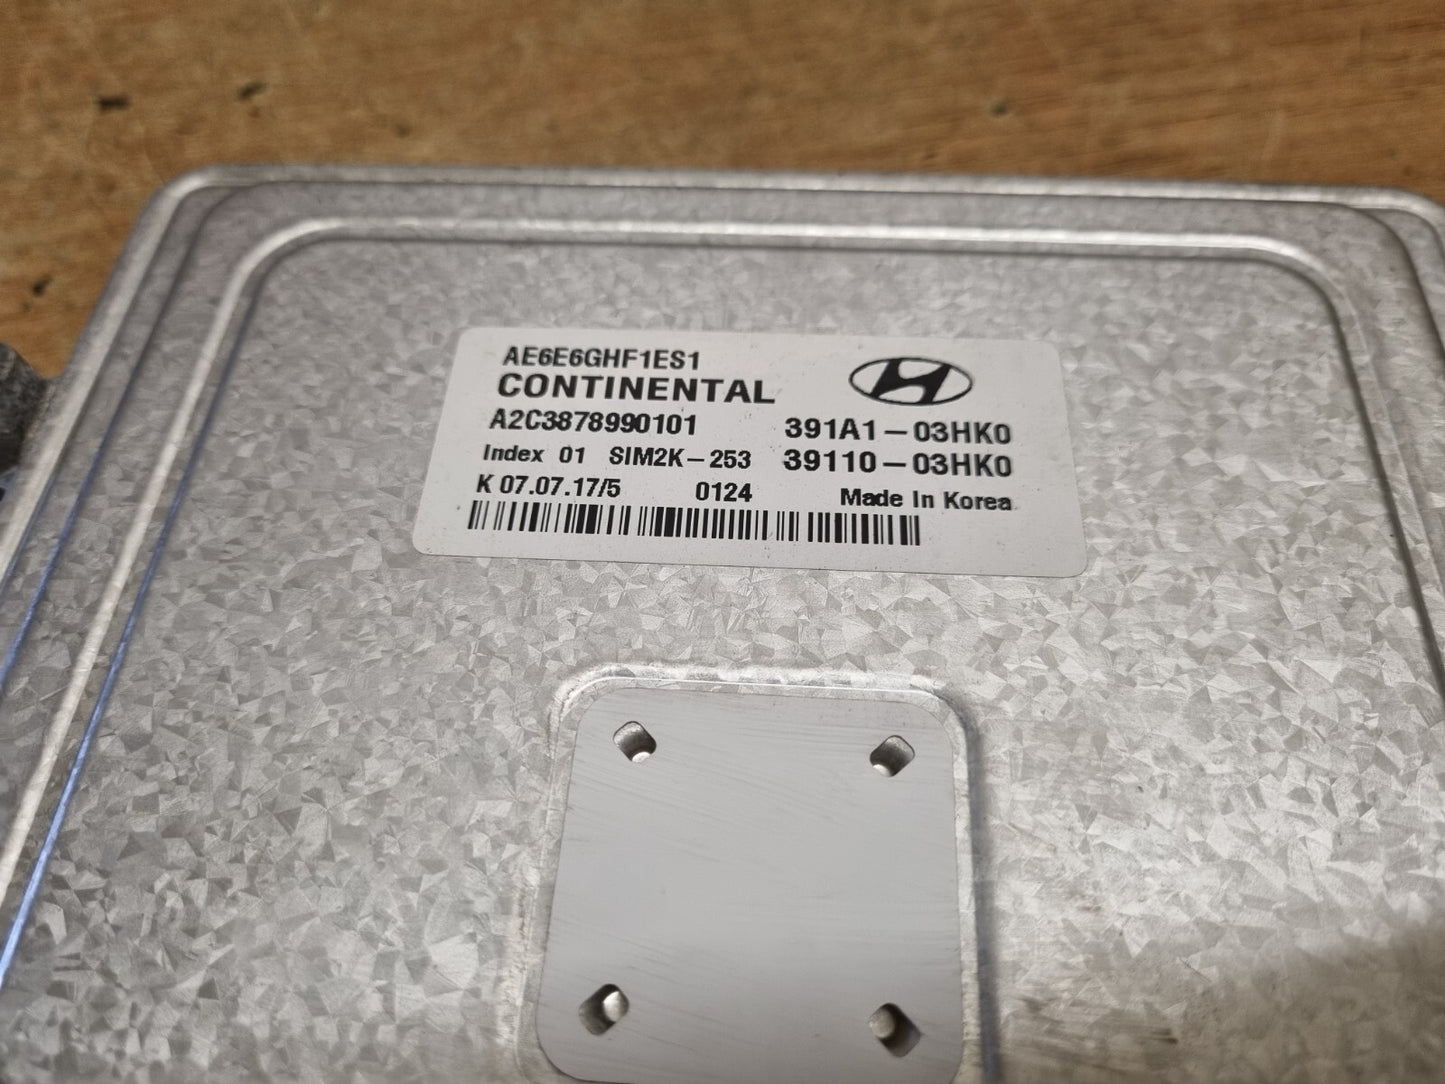 AE6E6GHF1ES1
CONTINENTAL
A2C3878990101 391A1-03HK0
Index 01 SIM2K-253 39110-03HK0
K 07.07.17/5 0124 Made In Korea